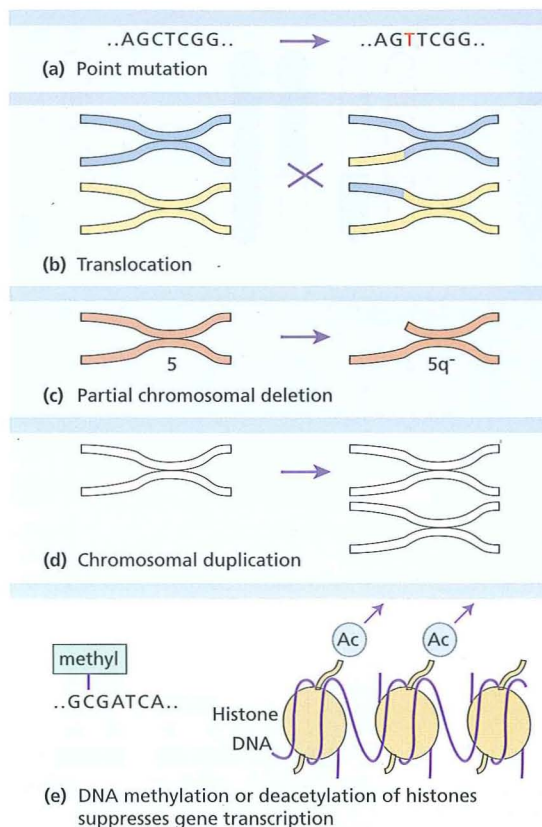 ..AGCTCGG.. ..AGTTCGG..
(a) Point mutation
(b) Translocation
5 5q-
(c) Partial chromosomal deletion
(d) Chromosomal duplication
Ac Ac
methyl
..GCGATCA..
Histone
DNA
(e) DNA methylation or deacetylation of histones
suppresses gene transcription